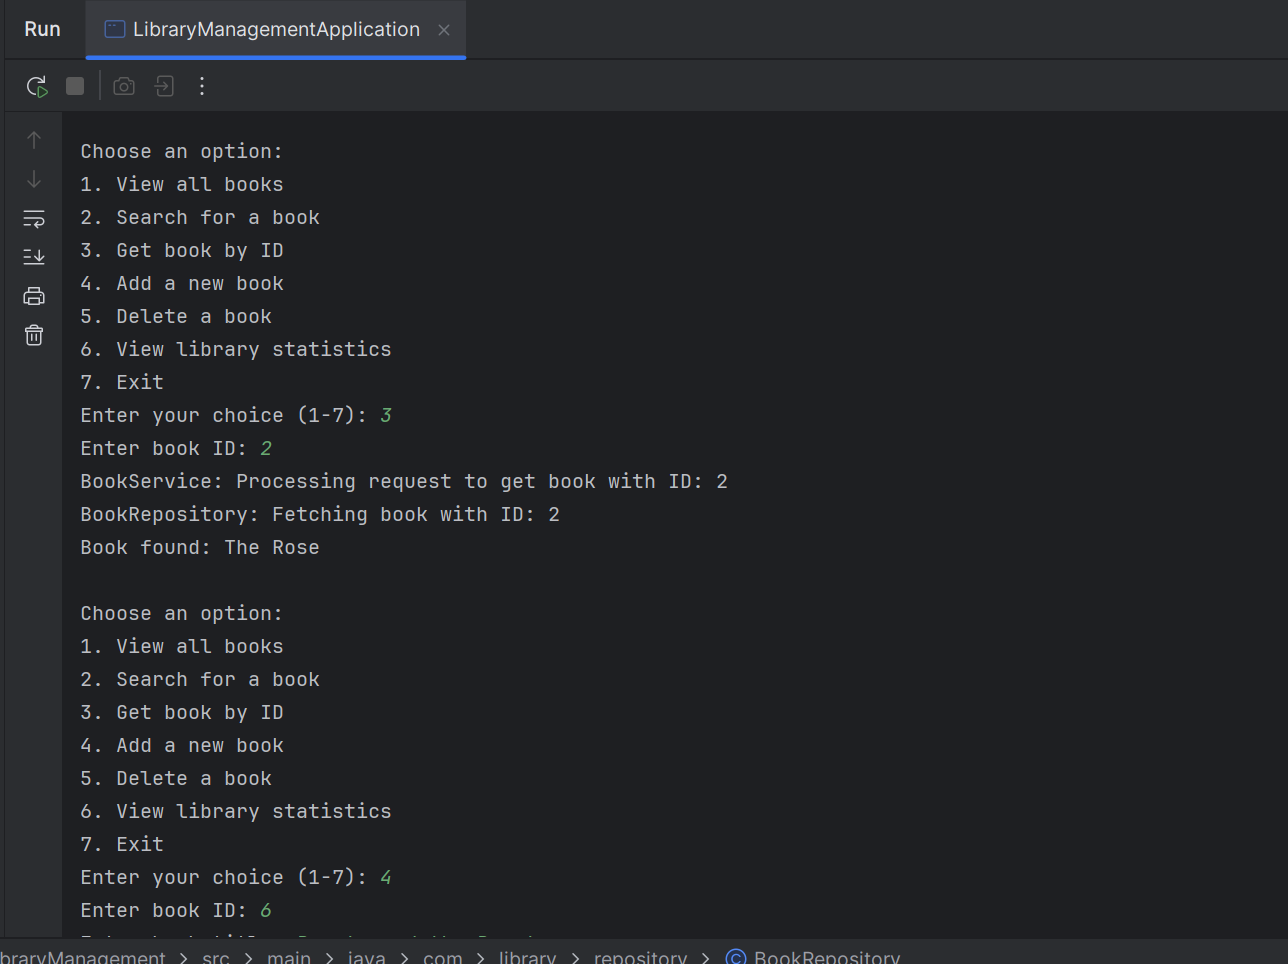 Run LibraryManagementApplication
Choose an option:
1. View all books
2. Search for a book
3. Get book by ID
4. Add a new book
5. Delete a book
6. View library statistics
7. Exit
Enter your choice (1-7): 3
Enter book ID: 2
BookService: Processing request to get book with ID: 2
BookRepository: Fetching book with ID: 2
Book found: The Rose
Choose an option:
1. View all books
2. Search for a book
3. Get book by ID
4. Add a new book
5. Delete a book
6. View library statistics
7. Exit
Enter your choice (1-7): 4
Enter book ID: 6
braryManagement > src > main > java > com > library > repository > BookRepository